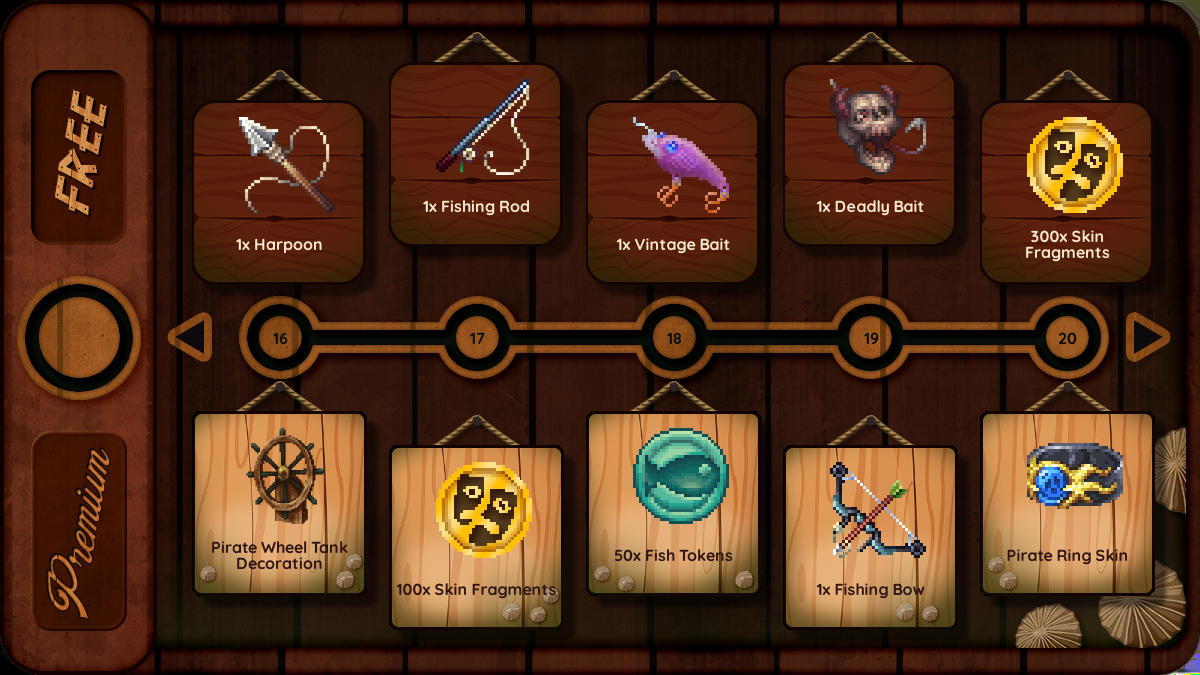 FREE
1x Harpoon
1x Fishing Rod
1x Vintage Bait
1x Deadly Bait
300x Skin
Fragments
16
17
18
19
20
Premium
Pirate Wheel Tank
Decoration
100x Skin Fragments
50x Fish Tokens
1x Fishing Bow
Pirate Ring Skin